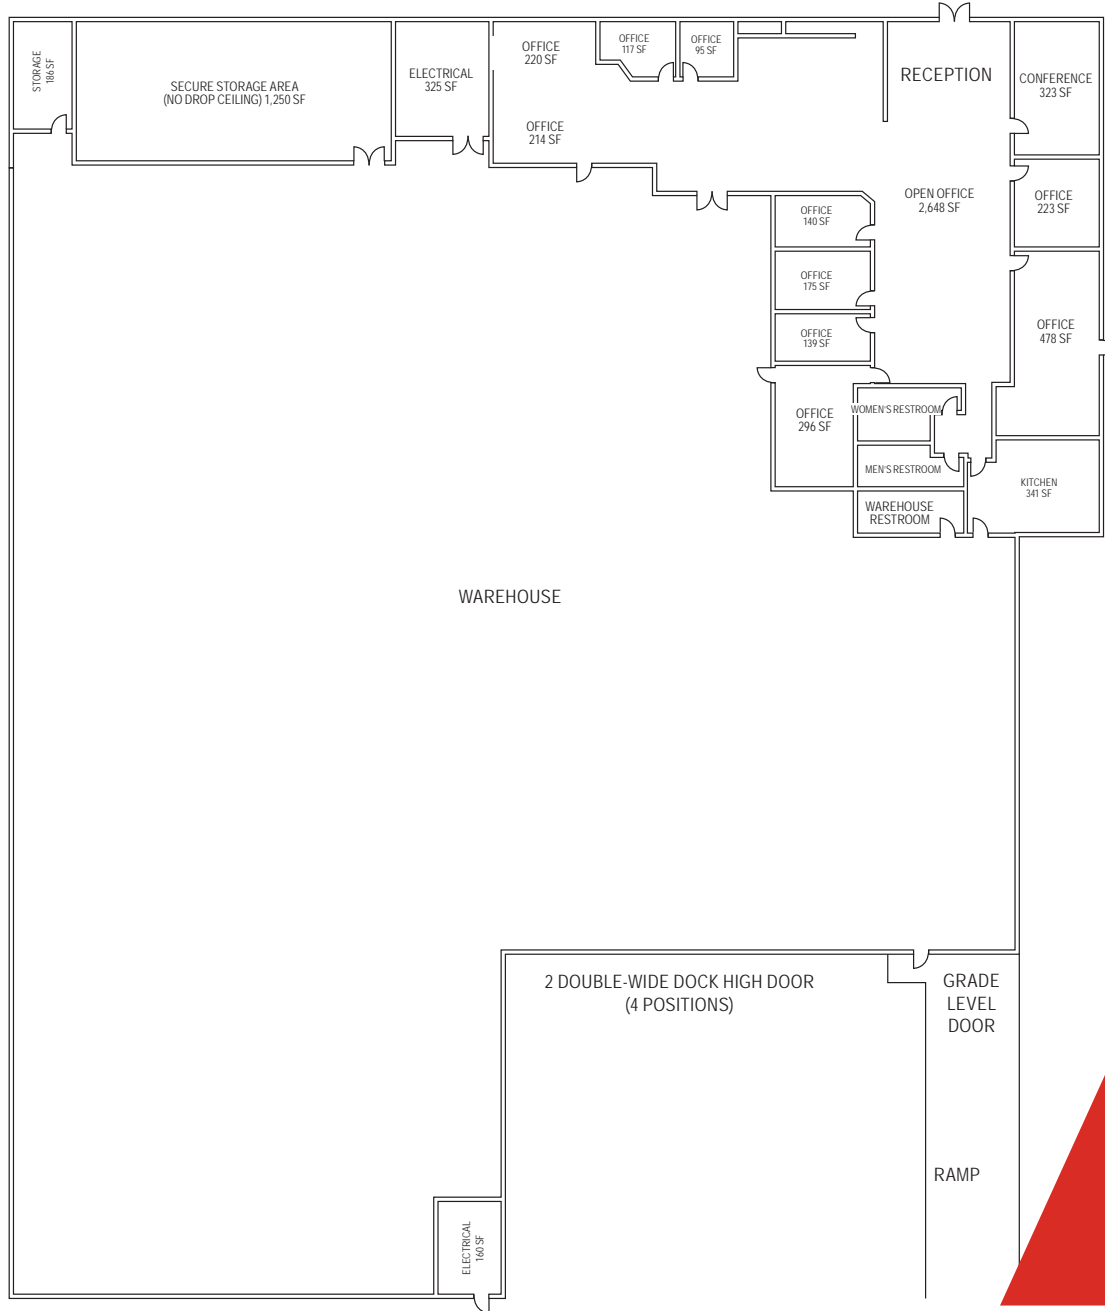 STORAGE
186 SF
SECURE STORAGE AREA
(NO DROP CEILING) 1,250 SF
ELECTRICAL
325 SF
OFFICE
220 SF
OFFICE
214 SF
OFFICE
117 SF
OFFICE
95 SF
RECEPTION
CONFERENCE
323 SF
OPEN OFFICE
2,648 SF
OFFICE
223 SF
OFFICE
140 SF
OFFICE
175 SF
OFFICE
139 SF
OFFICE
478 SF
OFFICE
296 SF
WOMEN'S RESTROOM
MEN'S RESTROOM
WAREHOUSE
RESTROOM
KITCHEN
341 SF
WAREHOUSE
2 DOUBLE-WIDE DOCK HIGH DOOR
(4 POSITIONS)
GRADE
LEVEL
DOOR
RAMP
ELECTRICAL
160 SF